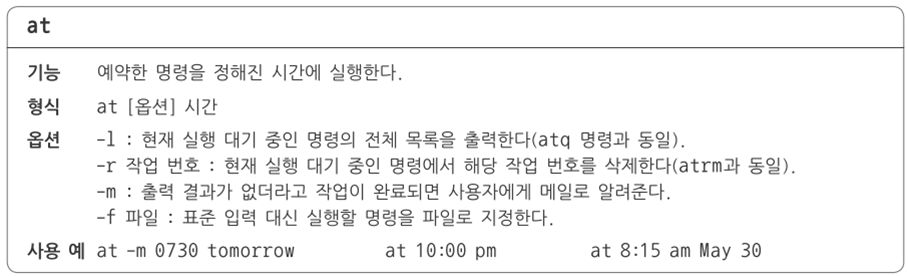 at
기능 예약한 명령을 정해진 시간에 실행한다.
형식 at [옵션] 시간
옵션 -l : 현재 실행 대기 중인 명령의 전체 목록을 출력한다(atq 명령과 동일).
-r 작업 번호 : 현재 실행 대기 중인 명령에서 해당 작업 번호를 삭제한다(atrm과 동일).
-m : 출력 결과가 없더라고 작업이 완료되면 사용자에게 메일로 알려준다.
-f 파일 : 표준 입력 대신 실행할 명령을 파일로 지정한다.
사용 예 at -m 0730 tomorrow at 10:00 pm at 8:15 am May 30